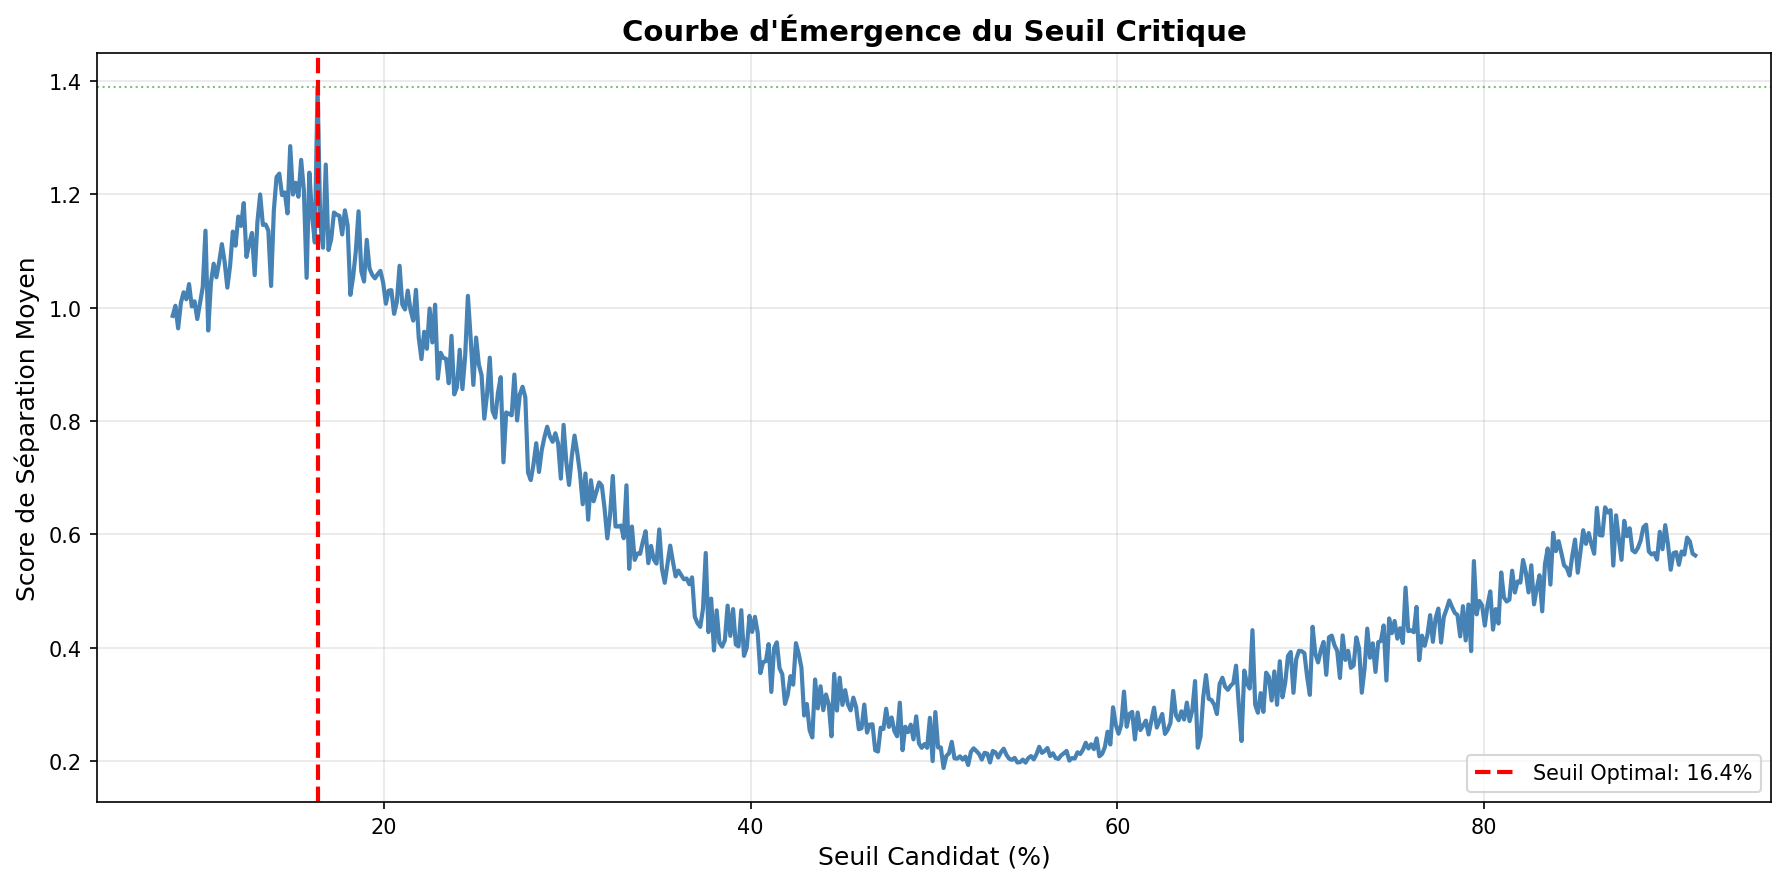 Courbe d'Émergence du Seuil Critique
Score de Séparation Moyen
1.4
1.2
1.0
0.8
0.6
0.4
0.2
Seuil Optimal: 16.4%
20 40 60 80
Seuil Candidat (%)